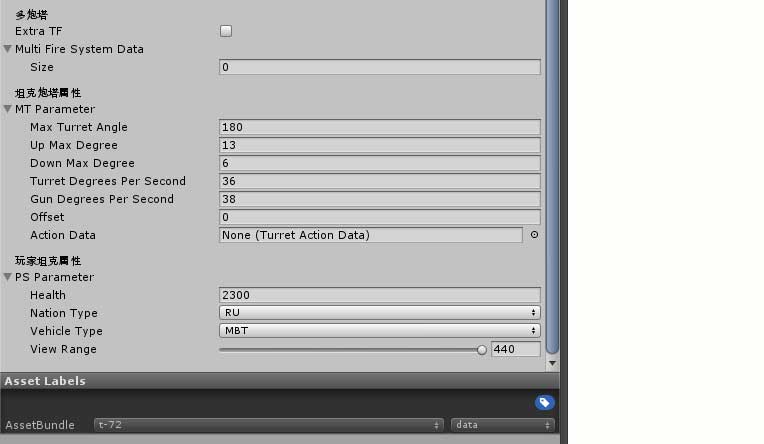 多炮塔
Extra TF
Multi Fire System Data
Size 0
坦克炮塔属性
MT Parameter
Max Turret Angle 180
Up Max Degree 13
Down Max Degree 6
Turret Degrees Per Second 36
Gun Degrees Per Second 38
Offset 0
Action Data None (Turret Action Data)
玩家坦克属性
PS Parameter
Health 2300
Nation Type RU
Vehicle Type MBT
View Range 440
Asset Labels
AssetBundle t-72 data